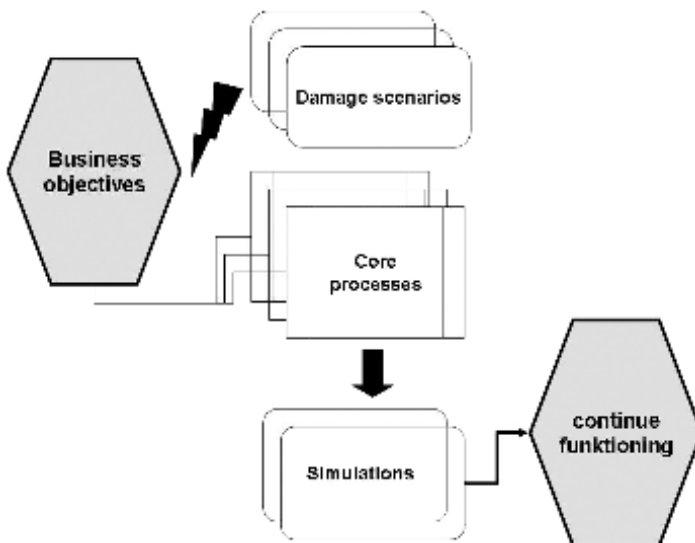 Damage scenarios
Business
objectives
Core
processes
continue
funktioning
Simulations